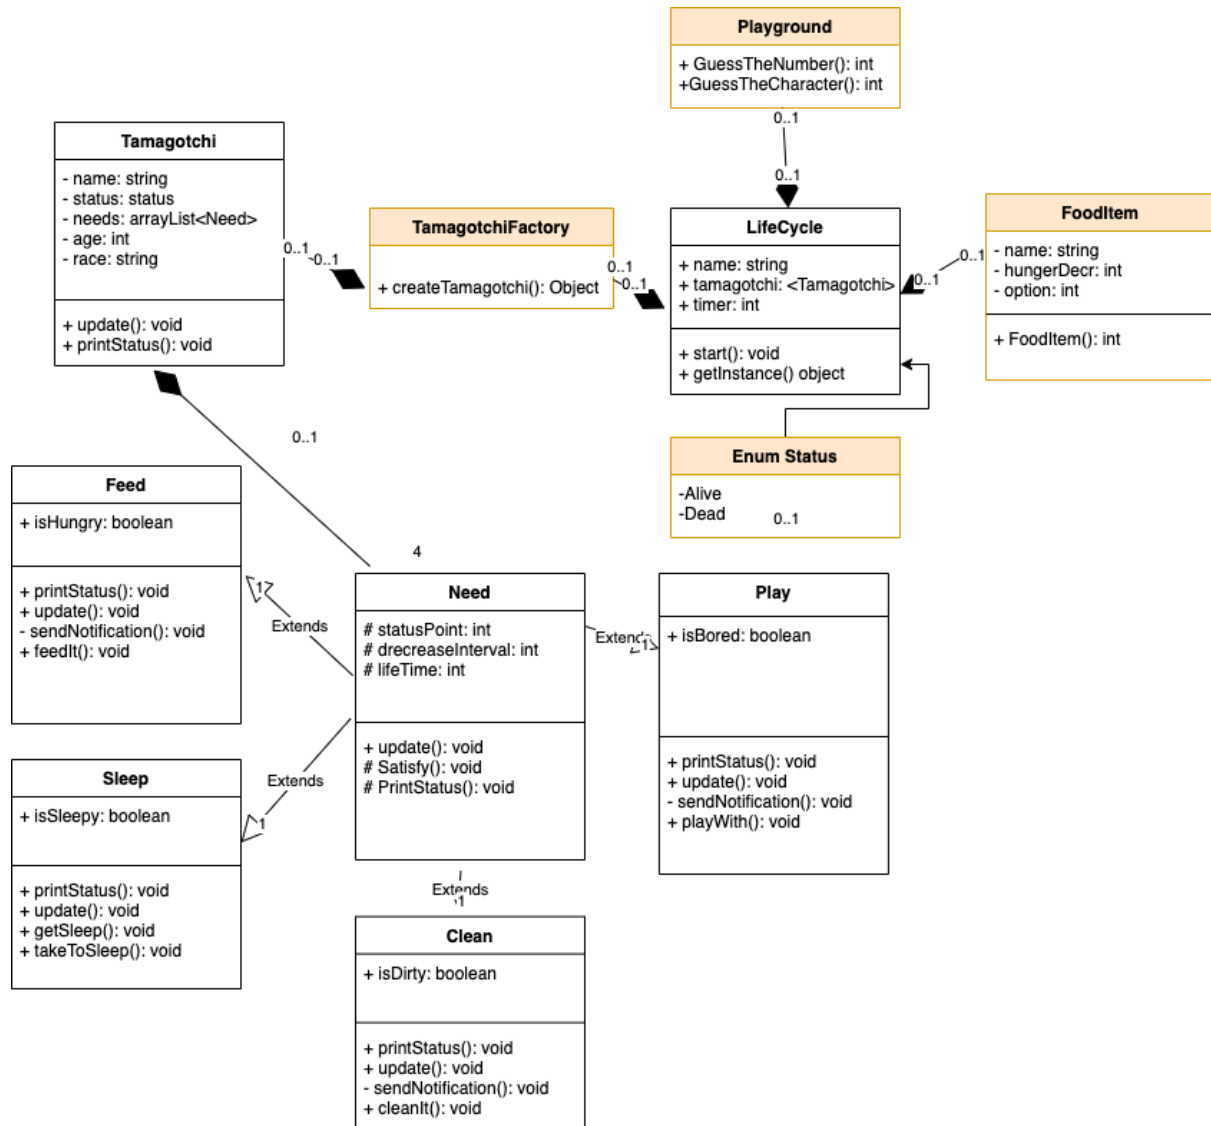 Playground
+ GuessTheNumber(): int
+GuessTheCharacter(): int
0..1
0..1
Tamagotchi
- name: string
- status: status
- needs: arrayList<Need>
- age: int
- race: string
+ update(): void
+ printStatus(): void
0..1
0..1
TamagotchiFactory
+ createTamagotchi(): Object
0..1
0..1
LifeCycle
+ name: string
+ tamagotchi: <Tamagotchi>
+ timer: int
+ start(): void
+ getInstance() object
0..1
0..1
FoodItem
- name: string
- hungerDecr: int
- option: int
+ FoodItem(): int
Enum Status
-Alive
-Dead
0..1
0..1
4
Feed
+ isHungry: boolean
+ printStatus(): void
+ update(): void
- sendNotification(): void
+ feedIt(): void
1
Extends
Need
# statusPoint: int
# drecreaseInterval: int
# lifeTime: int
+ update(): void
# Satisfy(): void
# PrintStatus(): void
Extends
1
Play
+ isBored: boolean
+ printStatus(): void
+ update(): void
- sendNotification(): void
+ playWith(): void
Sleep
+ isSleepy: boolean
+ printStatus(): void
+ update(): void
+ getSleep(): void
+ takeToSleep(): void
Extends
1
Extends
1
Clean
+ isDirty: boolean
+ printStatus(): void
+ update(): void
- sendNotification(): void
+ cleanIt(): void